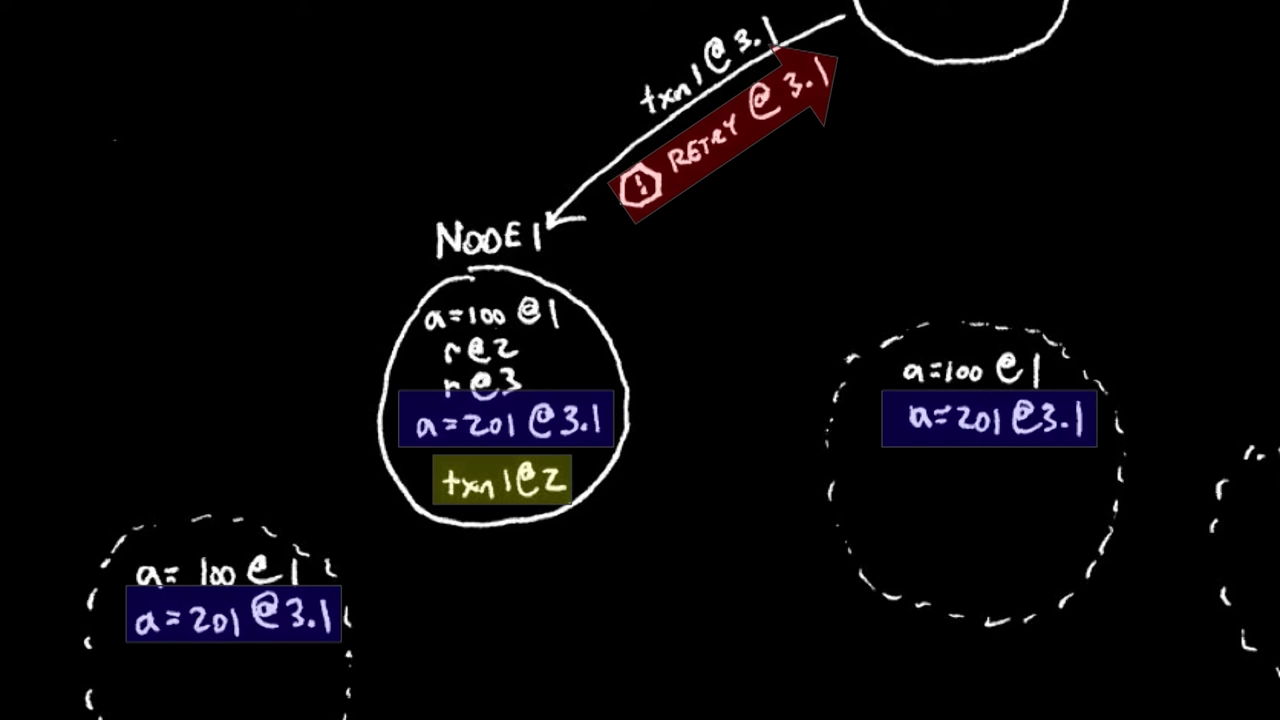 txn1@3.1
! RETRY @ 3.1
NODE1
a=100 @1
r@2
r@3
a=201 @3.1
txn1@2
a=100 @1
a=201 @3.1
a= 100 @1
a=201 @3.1